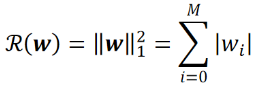 𝓡(𝒘) = ‖𝒘‖₁² = ∑_{i=0}^{M} |w_i|